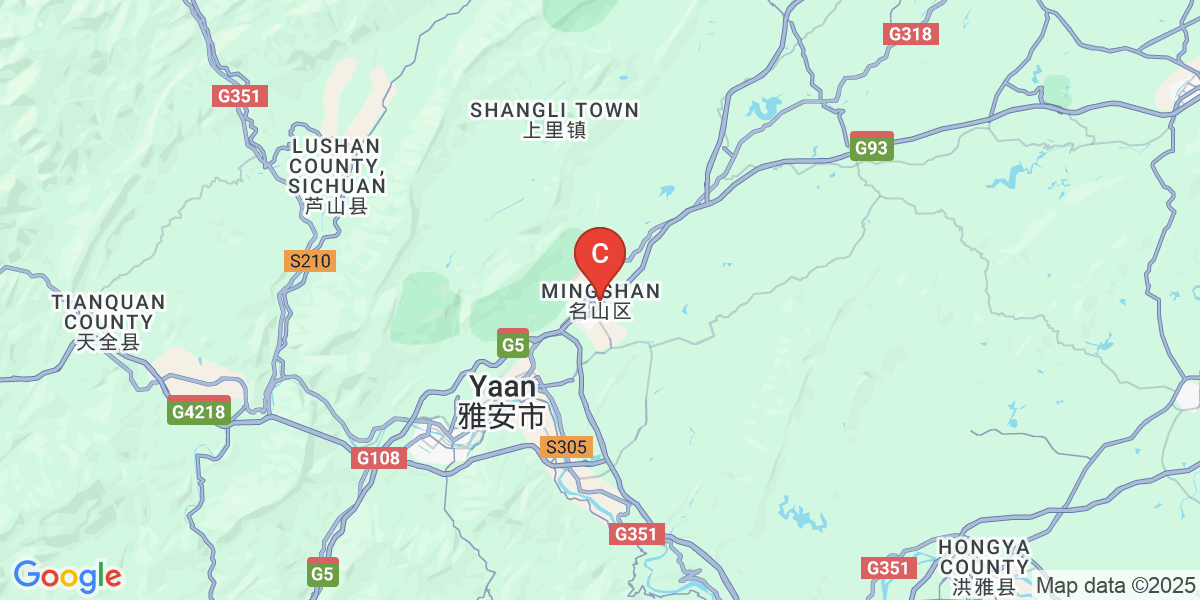 G318
G351
SHANGLI TOWN
上里镇
LUSHAN
COUNTY,
SICHUAN
芦山县
G93
S210
C
MINGSHAN
名山区
TIANQUAN
COUNTY
天全县
G5
Yaan
雅安市
G4218
S305
G108
G351
HONGYA
COUNTY
洪雅县
G351
G5
Google
Map data ©2025